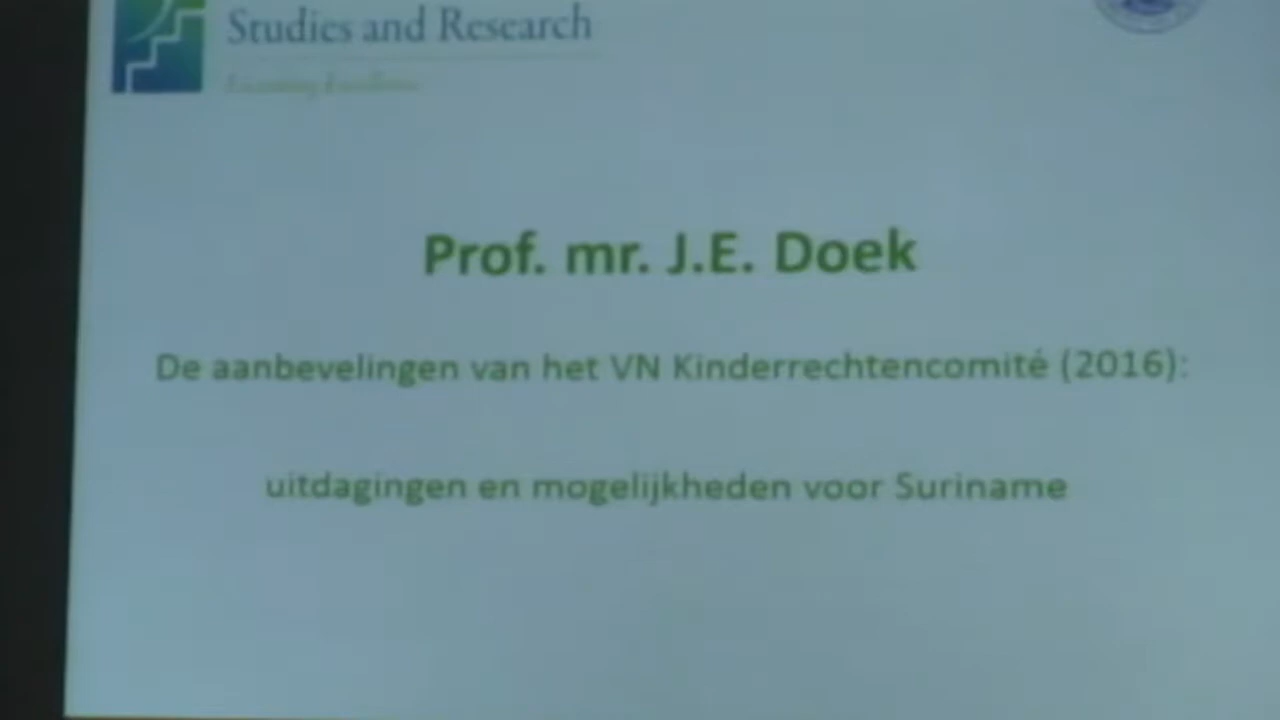 Studies and Research
Prof. mr. J.E. Doek
De aanbevelingen van het VN Kinderrechtencomité (2016):
uitdagingen en mogelijkheden voor Suriname